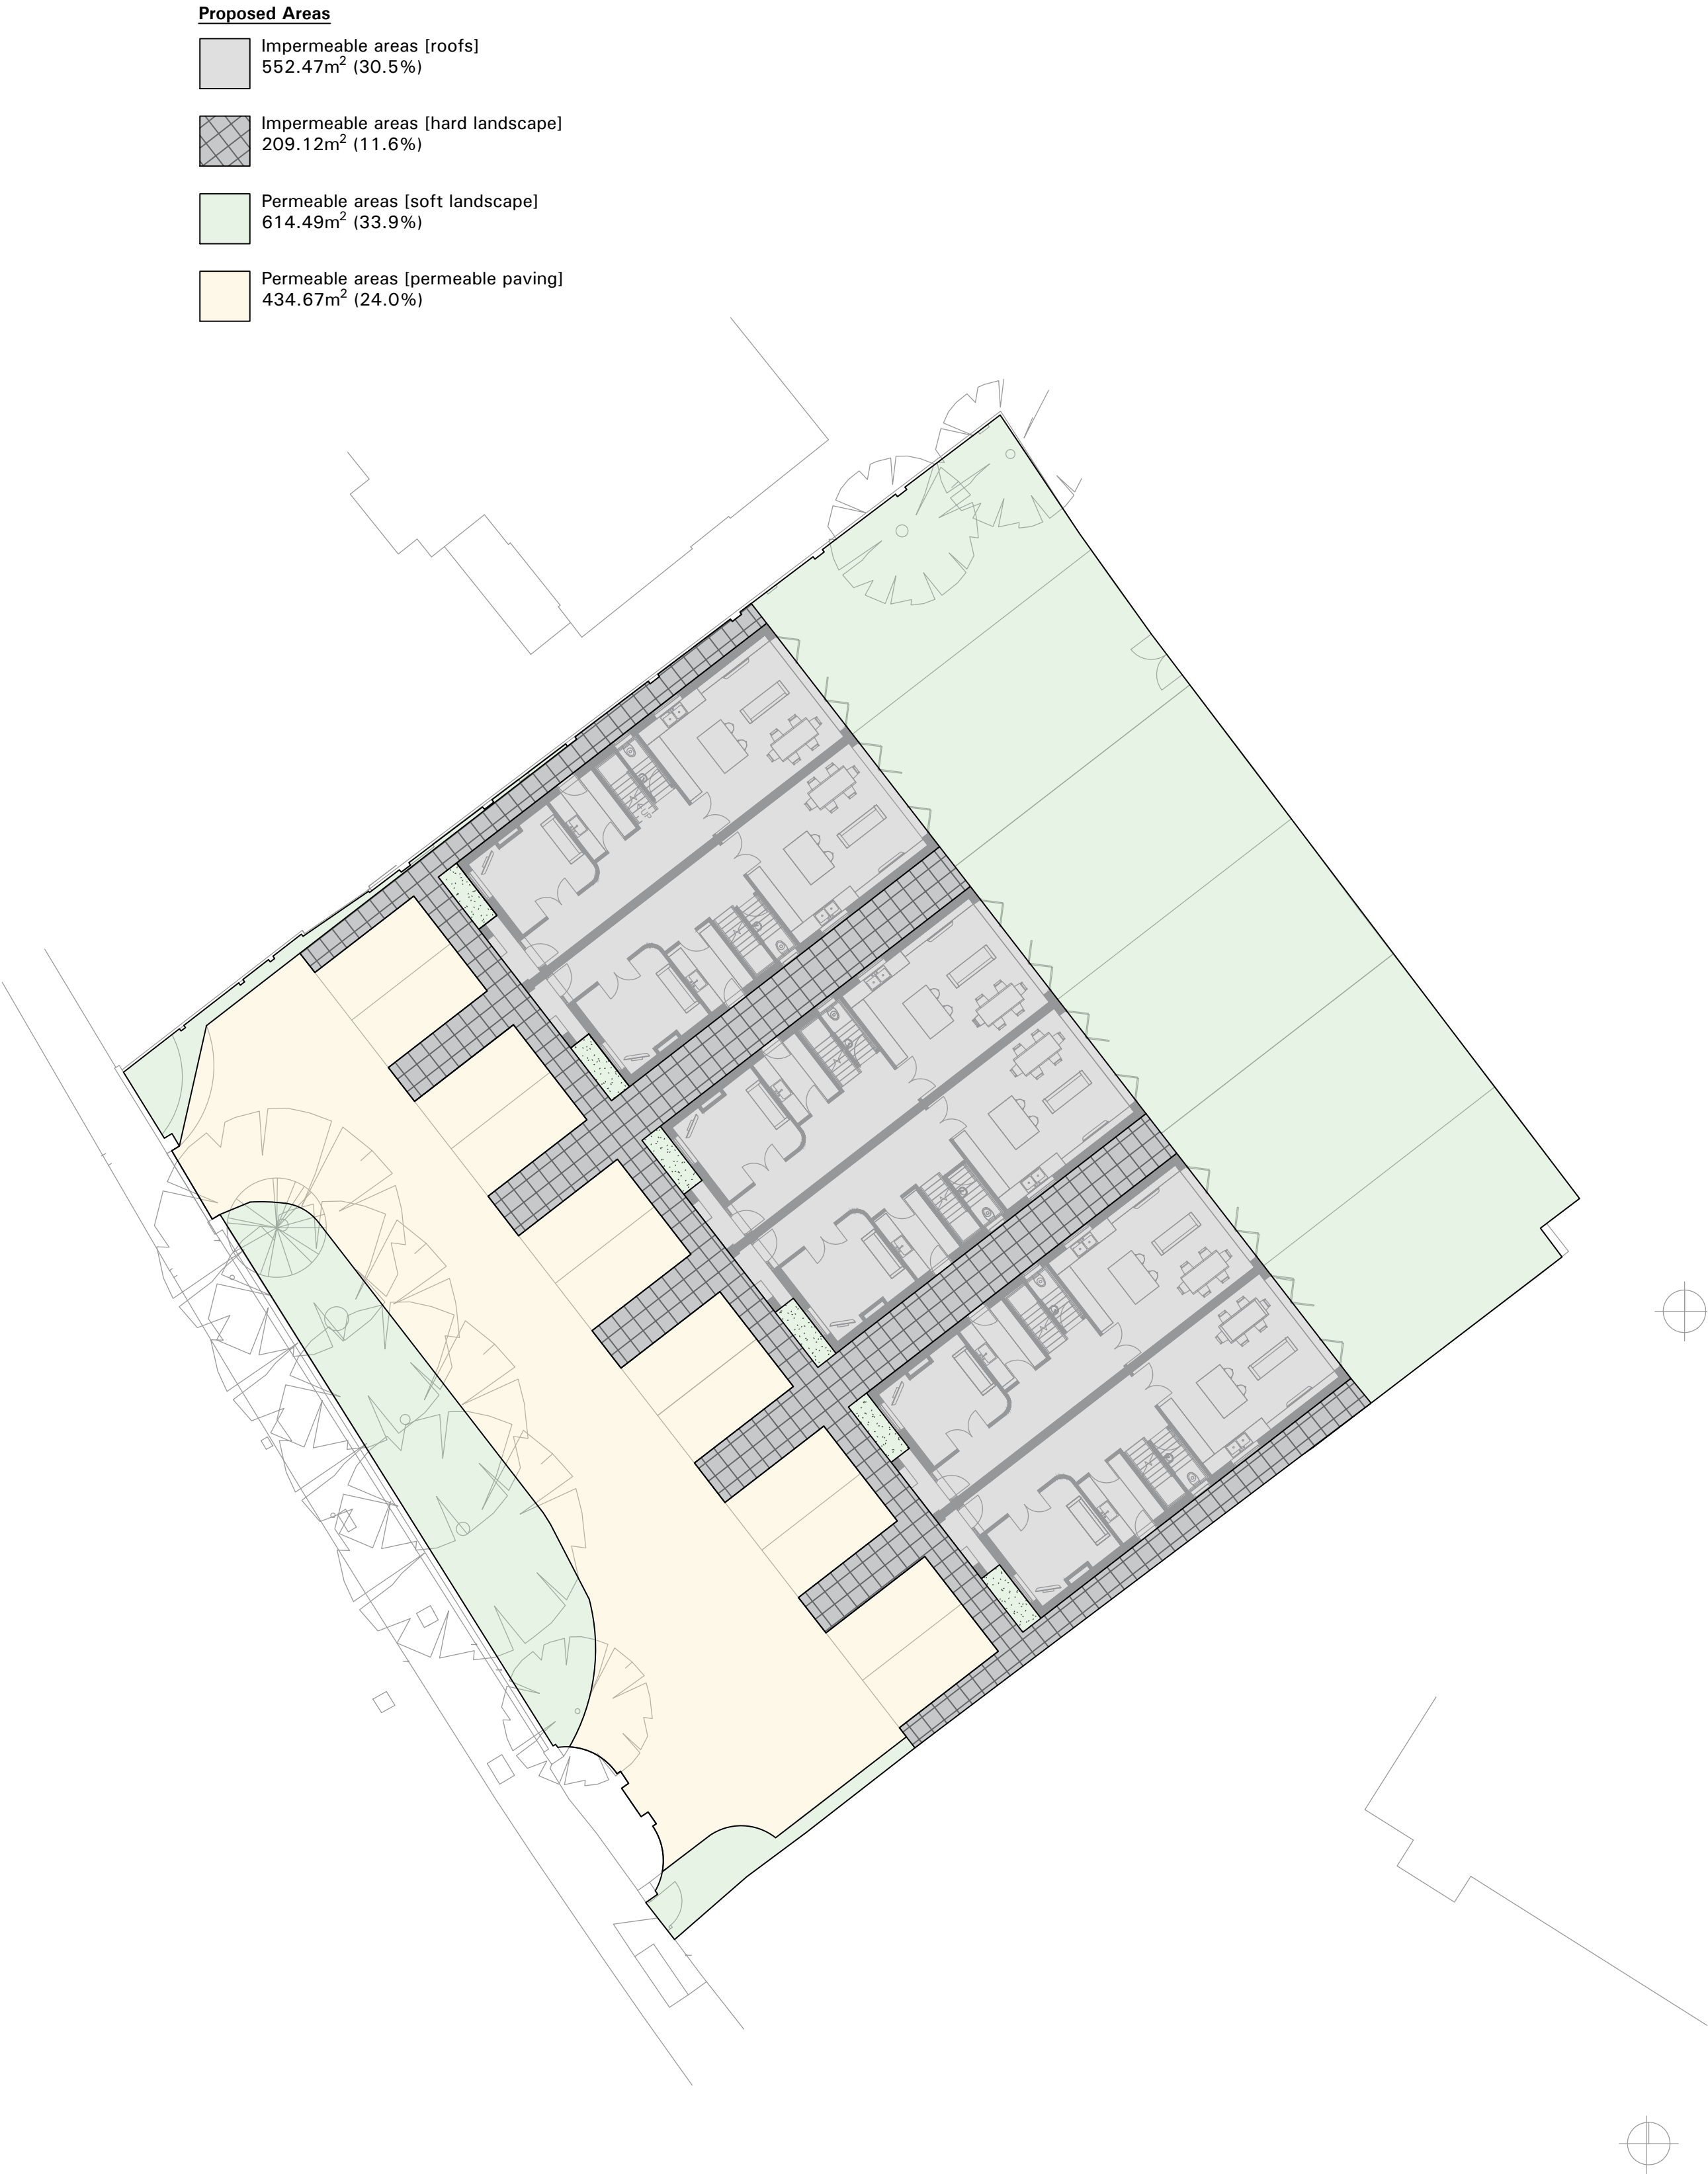 Proposed Areas
Impermeable areas [roofs]
552.47m² (30.5%)
Impermeable areas [hard landscape]
209.12m² (11.6%)
Permeable areas [soft landscape]
614.49m² (33.9%)
Permeable areas [permeable paving]
434.67m² (24.0%)